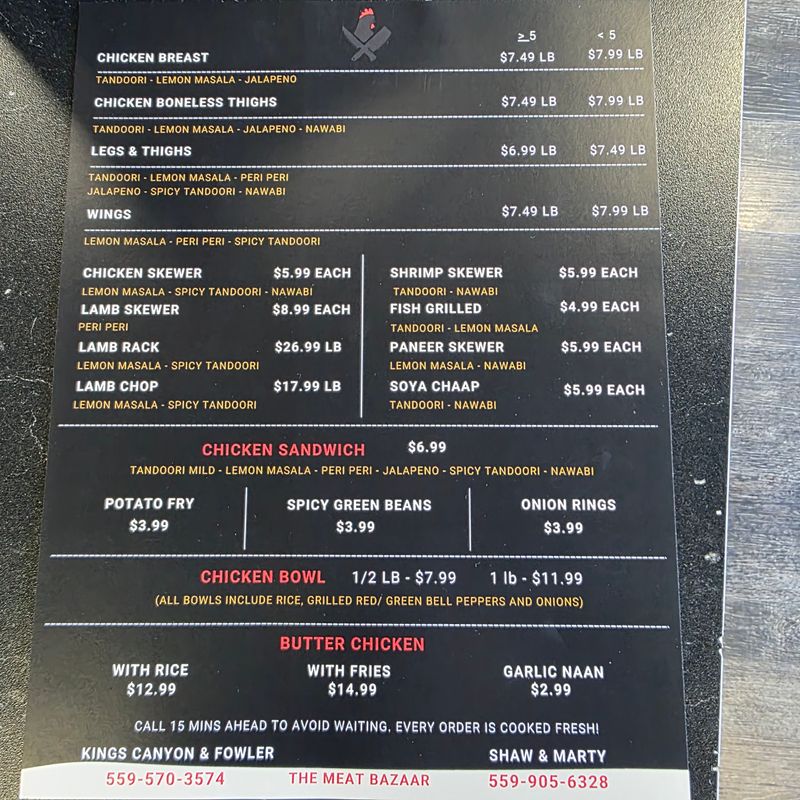 ≥ 5 < 5
CHICKEN BREAST $7.49 LB $7.99 LB
TANDOORI - LEMON MASALA - JALAPENO
CHICKEN BONELESS THIGHS $7.49 LB $7.99 LB
TANDOORI - LEMON MASALA - JALAPENO - NAWABI
LEGS & THIGHS $6.99 LB $7.49 LB
TANDOORI - LEMON MASALA - PERI PERI
JALAPENO - SPICY TANDOORI - NAWABI
WINGS $7.49 LB $7.99 LB
LEMON MASALA - PERI PERI - SPICY TANDOORI
CHICKEN SKEWER $5.99 EACH
LEMON MASALA - SPICY TANDOORI - NAWABI
LAMB SKEWER $8.99 EACH
PERI PERI
LAMB RACK $26.99 LB
LEMON MASALA - SPICY TANDOORI
LAMB CHOP $17.99 LB
LEMON MASALA - SPICY TANDOORI
SHRIMP SKEWER $5.99 EACH
TANDOORI - NAWABI
FISH GRILLED $4.99 EACH
TANDOORI - LEMON MASALA
PANEER SKEWER $5.99 EACH
LEMON MASALA - NAWABI
SOYA CHAAP $5.99 EACH
TANDOORI - NAWABI
CHICKEN SANDWICH $6.99
TANDOORI MILD - LEMON MASALA - PERI PERI - JALAPENO - SPICY TANDOORI - NAWABI
POTATO FRY SPICY GREEN BEANS ONION RINGS
$3.99 $3.99 $3.99
CHICKEN BOWL 1/2 LB - $7.99 1 lb - $11.99
(ALL BOWLS INCLUDE RICE, GRILLED RED/ GREEN BELL PEPPERS AND ONIONS)
BUTTER CHICKEN
WITH RICE WITH FRIES GARLIC NAAN
$12.99 $14.99 $2.99
CALL 15 MINS AHEAD TO AVOID WAITING. EVERY ORDER IS COOKED FRESH!
KINGS CANYON & FOWLER SHAW & MARTY
559-570-3574 THE MEAT BAZAAR 559-905-6328